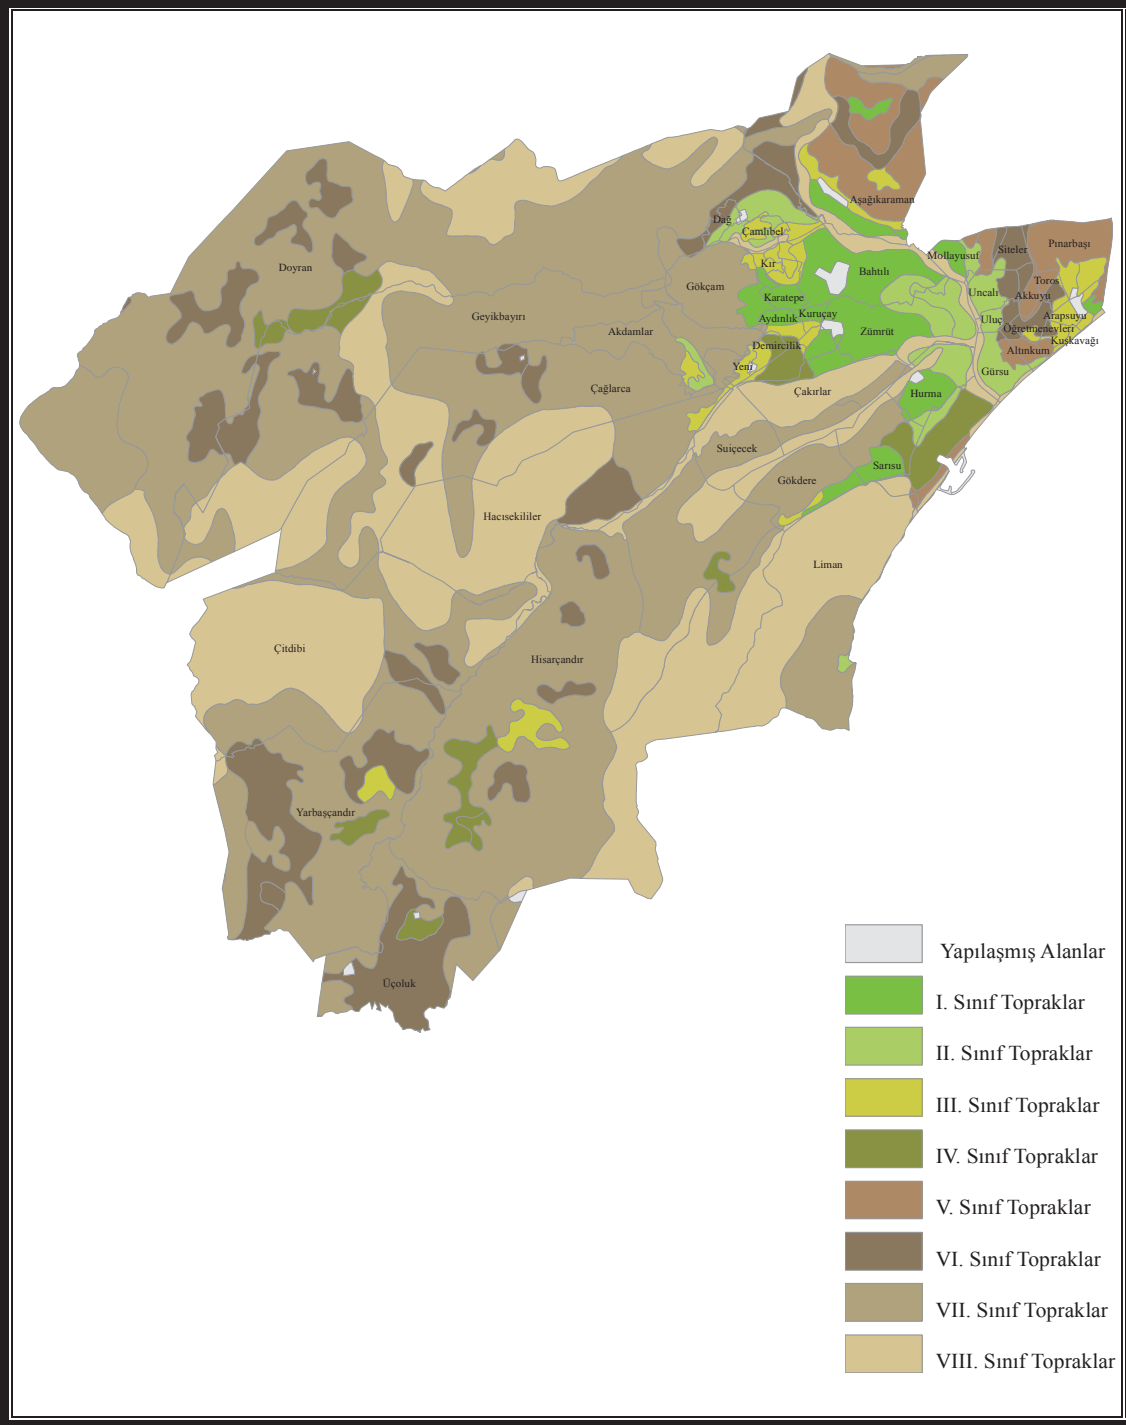 Aşağıkaraman
Dağ
Çamlıbel
Mollayusuf
Siteler
Pınarbaşı
Doyran
Kır
Bahtılı
Gökçam
Toros
Uncalı
Akkuyu
Karatepe
Geyikbayırı
Aydınlık
Kuruçay
Uluç
Arapsuyu
Akdamlar
Zümrüt
Öğretmenevleri
Demircilik
Kuşkavağı
Altınkum
Yeni
Gürsu
Çağlarca
Çakırlar
Hurma
Suiçecek
Sarısu
Gökdere
Hacısekililer
Liman
Çitdibi
Hisarçandır
Yarbaşçandır
Üçoluk
Yapılaşmış Alanlar
I. Sınıf Topraklar
II. Sınıf Topraklar
III. Sınıf Topraklar
IV. Sınıf Topraklar
V. Sınıf Topraklar
VI. Sınıf Topraklar
VII. Sınıf Topraklar
VIII. Sınıf Topraklar